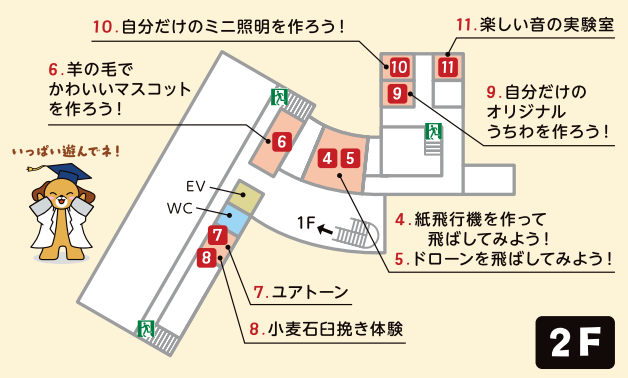 10.自分だけのミニ照明を作ろう!
11.楽しい音の実験室
6.羊の毛で
かわいいマスコット
を作ろう!
10
11
9
9.自分だけの
オリジナル
うちわを作ろう!
いっぱい遊んでネ!
6
4 5
EV
WC
1F
7
8
4.紙飛行機を作って
飛ばしてみよう!
5.ドローンを飛ばしてみよう!
7.ユアトーン
8.小麦石臼挽き体験
2F